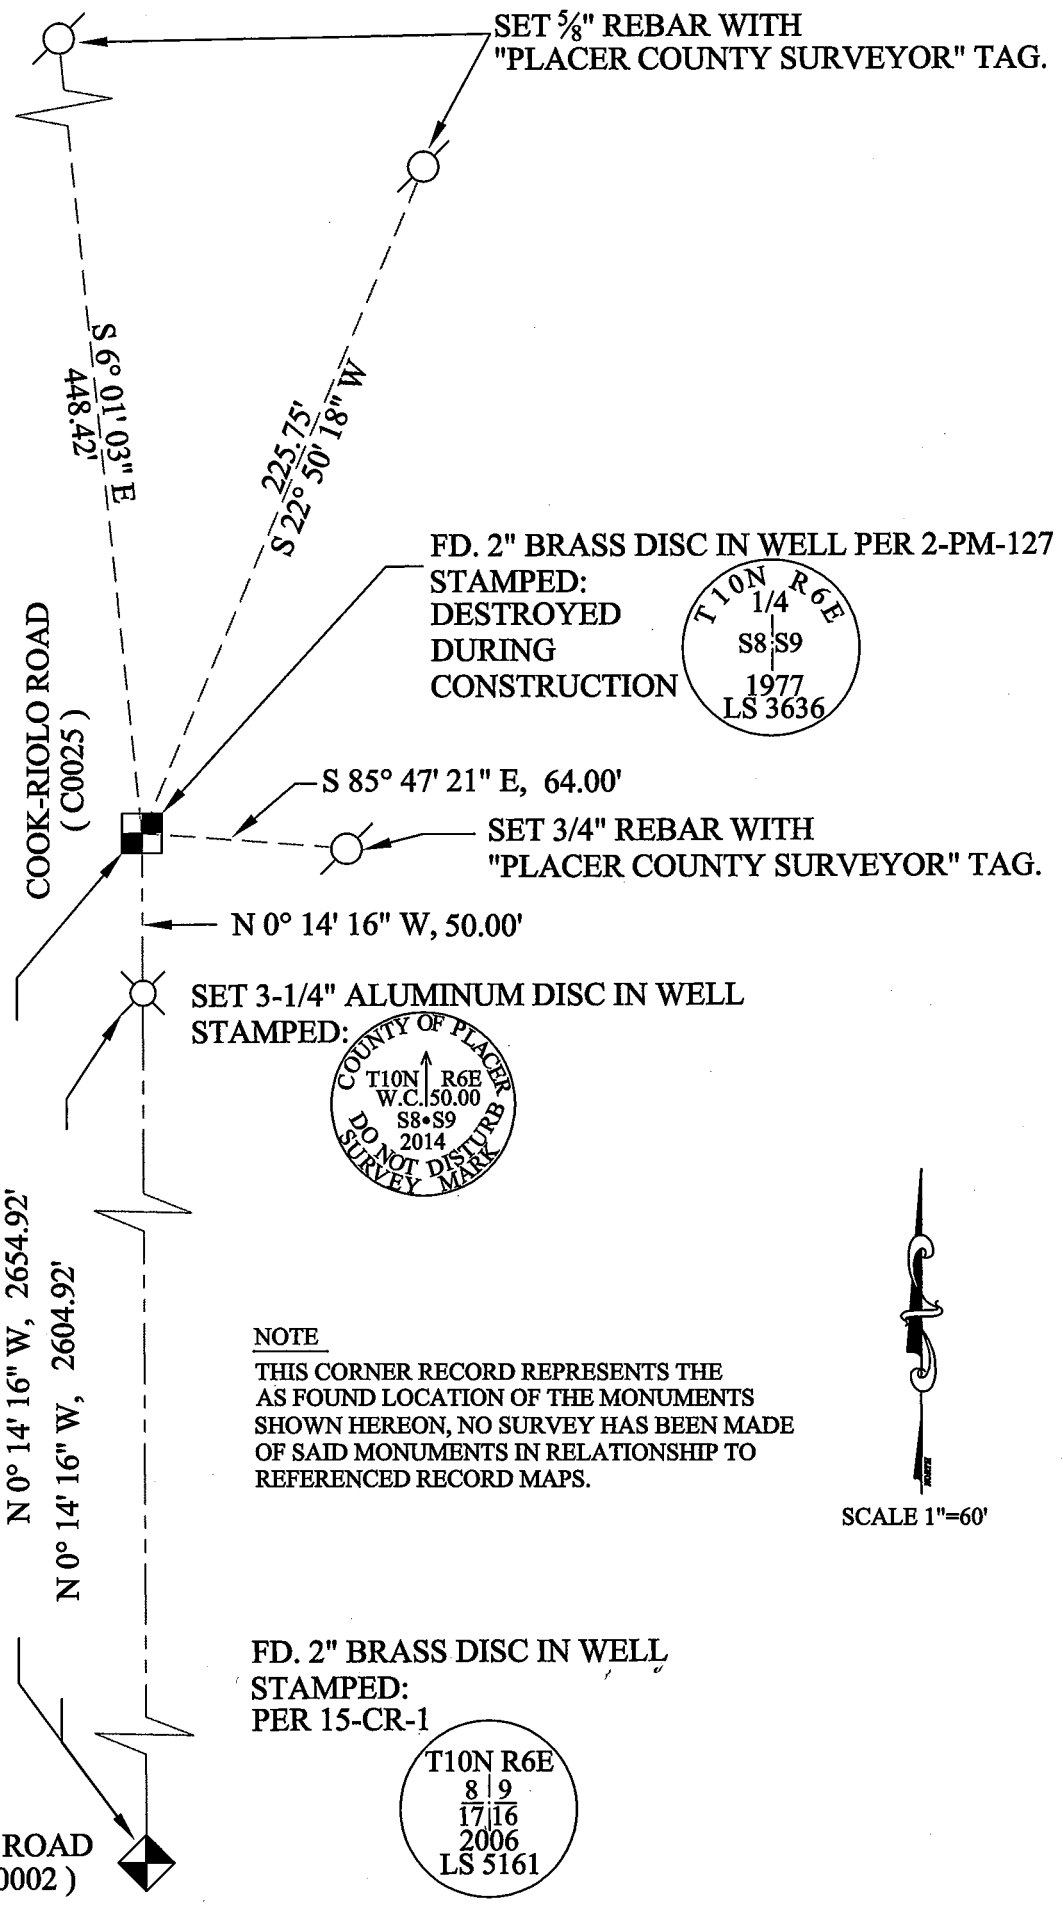 SET 5/8" REBAR WITH
"PLACER COUNTY SURVEYOR" TAG.
S 6° 01' 03" E
448.42'
225.75'
S 22° 50' 18" W
FD. 2" BRASS DISC IN WELL PER 2-PM-127
STAMPED:
DESTROYED
DURING
CONSTRUCTION
T10N R6E
1/4
S8 S9
1977
LS 3636
COOK-RIOLO ROAD
( C0025 )
S 85° 47' 21" E, 64.00'
SET 3/4" REBAR WITH
"PLACER COUNTY SURVEYOR" TAG.
N 0° 14' 16" W, 50.00'
SET 3-1/4" ALUMINUM DISC IN WELL
STAMPED:
COUNTY OF PLACER
T10N R6E
W.C. 50.00
S8•S9
2014
DO NOT DISTURB
SURVEY MARK
N 0° 14' 16" W, 2654.92'
N 0° 14' 16" W, 2604.92'
NOTE
THIS CORNER RECORD REPRESENTS THE
AS FOUND LOCATION OF THE MONUMENTS
SHOWN HEREON, NO SURVEY HAS BEEN MADE
OF SAID MONUMENTS IN RELATIONSHIP TO
REFERENCED RECORD MAPS.
NORTH
SCALE 1"=60'
FD. 2" BRASS DISC IN WELL
STAMPED:
PER 15-CR-1
T10N R6E
8 9
17 16
2006
LS 5161
ROAD
0002 )